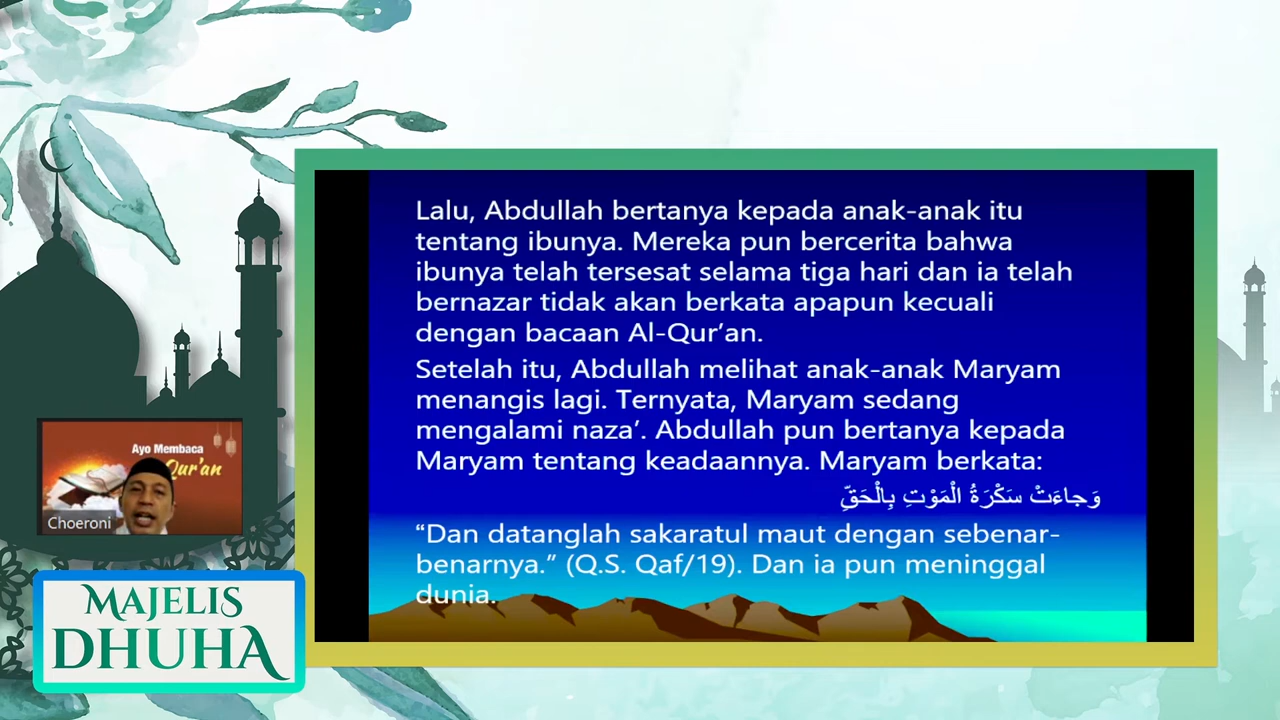 Lalu, Abdullah bertanya kepada anak-anak itu
tentang ibunya. Mereka pun bercerita bahwa
ibunya telah tersesat selama tiga hari dan ia telah
bernazar tidak akan berkata apapun kecuali
dengan bacaan Al-Qur’an.
Setelah itu, Abdullah melihat anak-anak Maryam
menangis lagi. Ternyata, Maryam sedang
mengalami naza’. Abdullah pun bertanya kepada
Maryam tentang keadaannya. Maryam berkata:
وَجاءَتْ سَكْرَةُ الْمَوْتِ بِالْحَقِّ
“Dan datanglah sakaratul maut dengan sebenar-
benarnya.” (Q.S. Qaf/19). Dan ia pun meninggal
dunia.
Ayo Membaca
Qur’an
Choeroni
MAJELIS
DHUHA